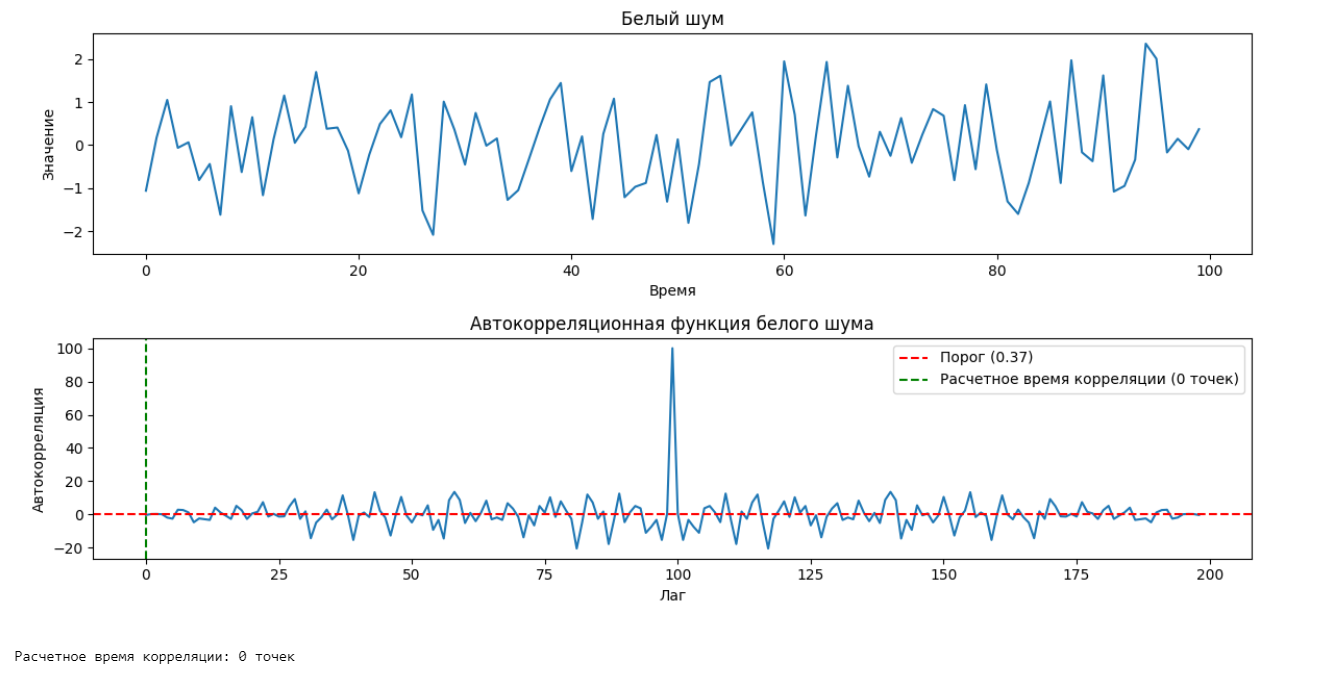 Белый шум
Значение
2
1
0
−1
−2
0 20 40 60 80 100
Время
Автокорреляционная функция белого шума
Автокорреляция
100
80
60
40
20
0
−20
Порог (0.37)
Расчетное время корреляции (0 точек)
0 25 50 75 100 125 150 175 200
Лаг
Расчетное время корреляции: 0 точек